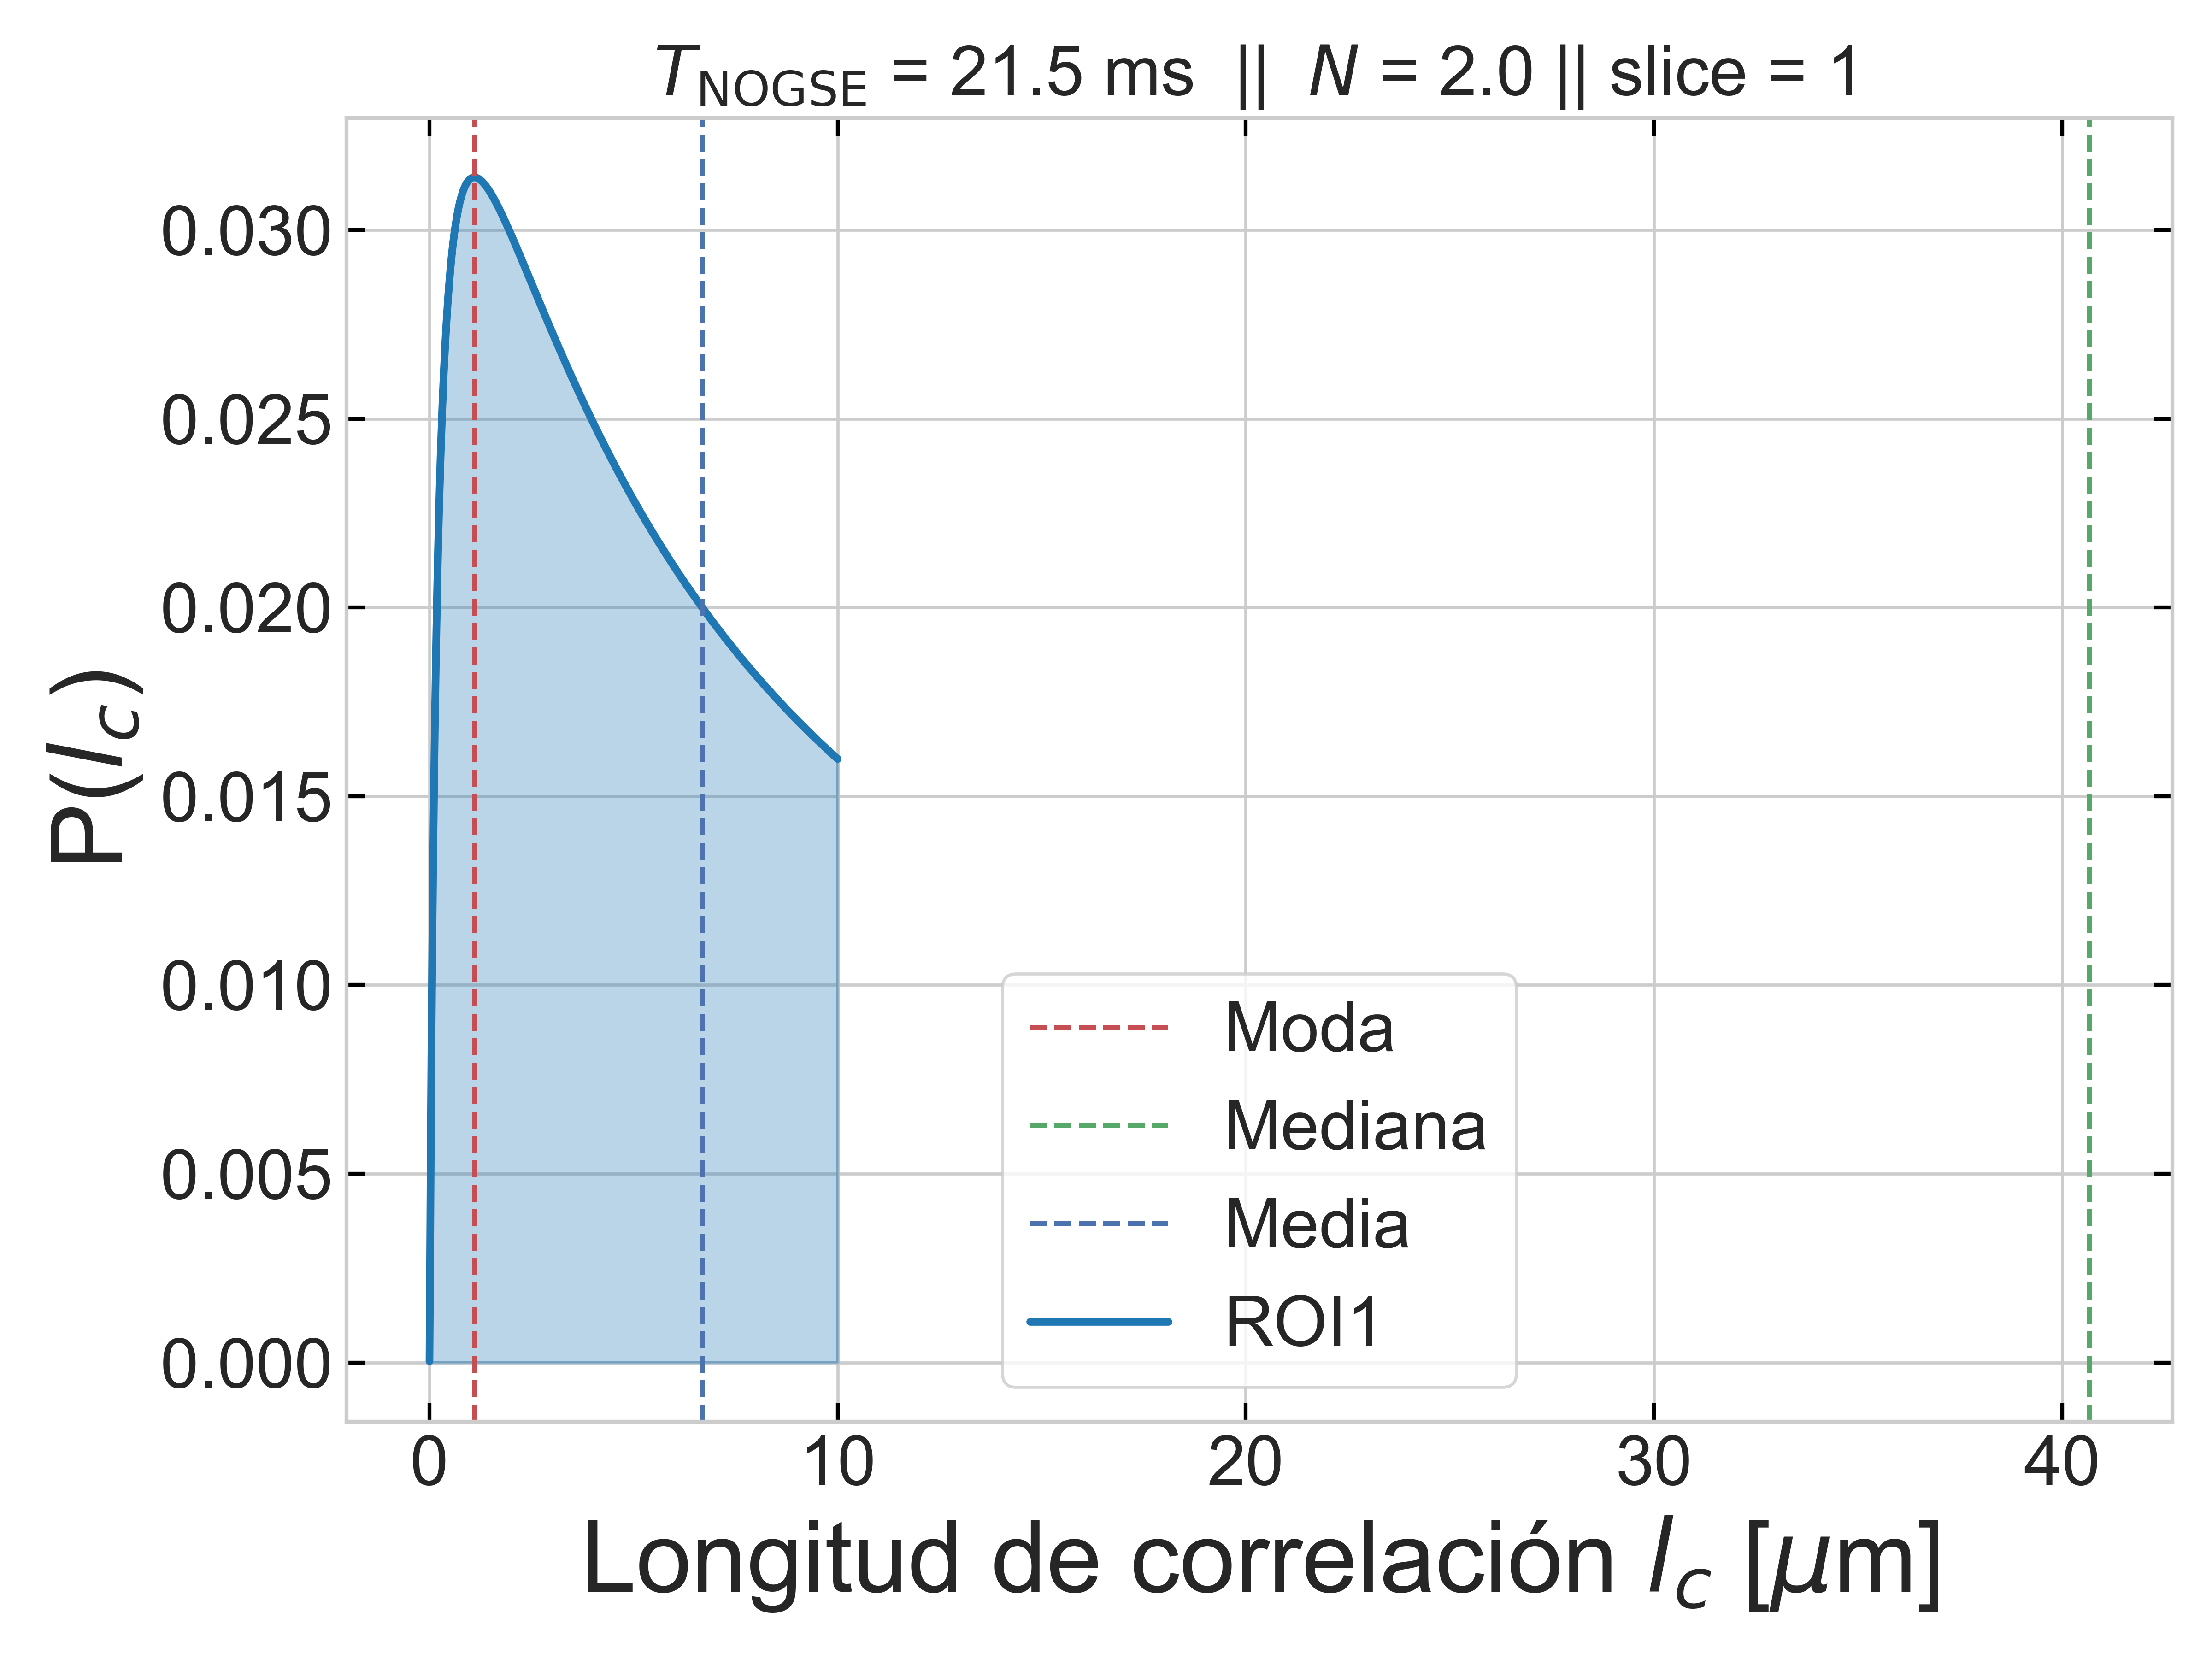 T_NOGSE = 21.5 ms || N = 2.0 || slice = 1
P(l_c)
0.030
0.025
0.020
0.015
0.010
0.005
0.000
Moda
Mediana
Media
ROI1
0 10 20 30 40
Longitud de correlación l_c [μm]